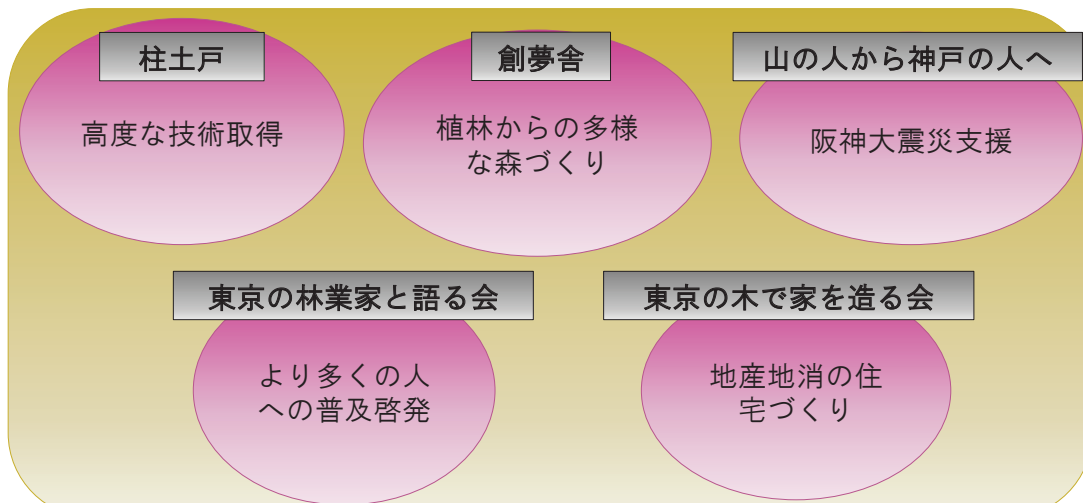 柱土戸
高度な技術取得
創夢舎
植林からの多様
な森づくり
山の人から神戸の人へ
阪神大震災支援
東京の林業家と語る会
より多くの人
への普及啓発
東京の木で家を造る会
地産地消の住
宅づくり